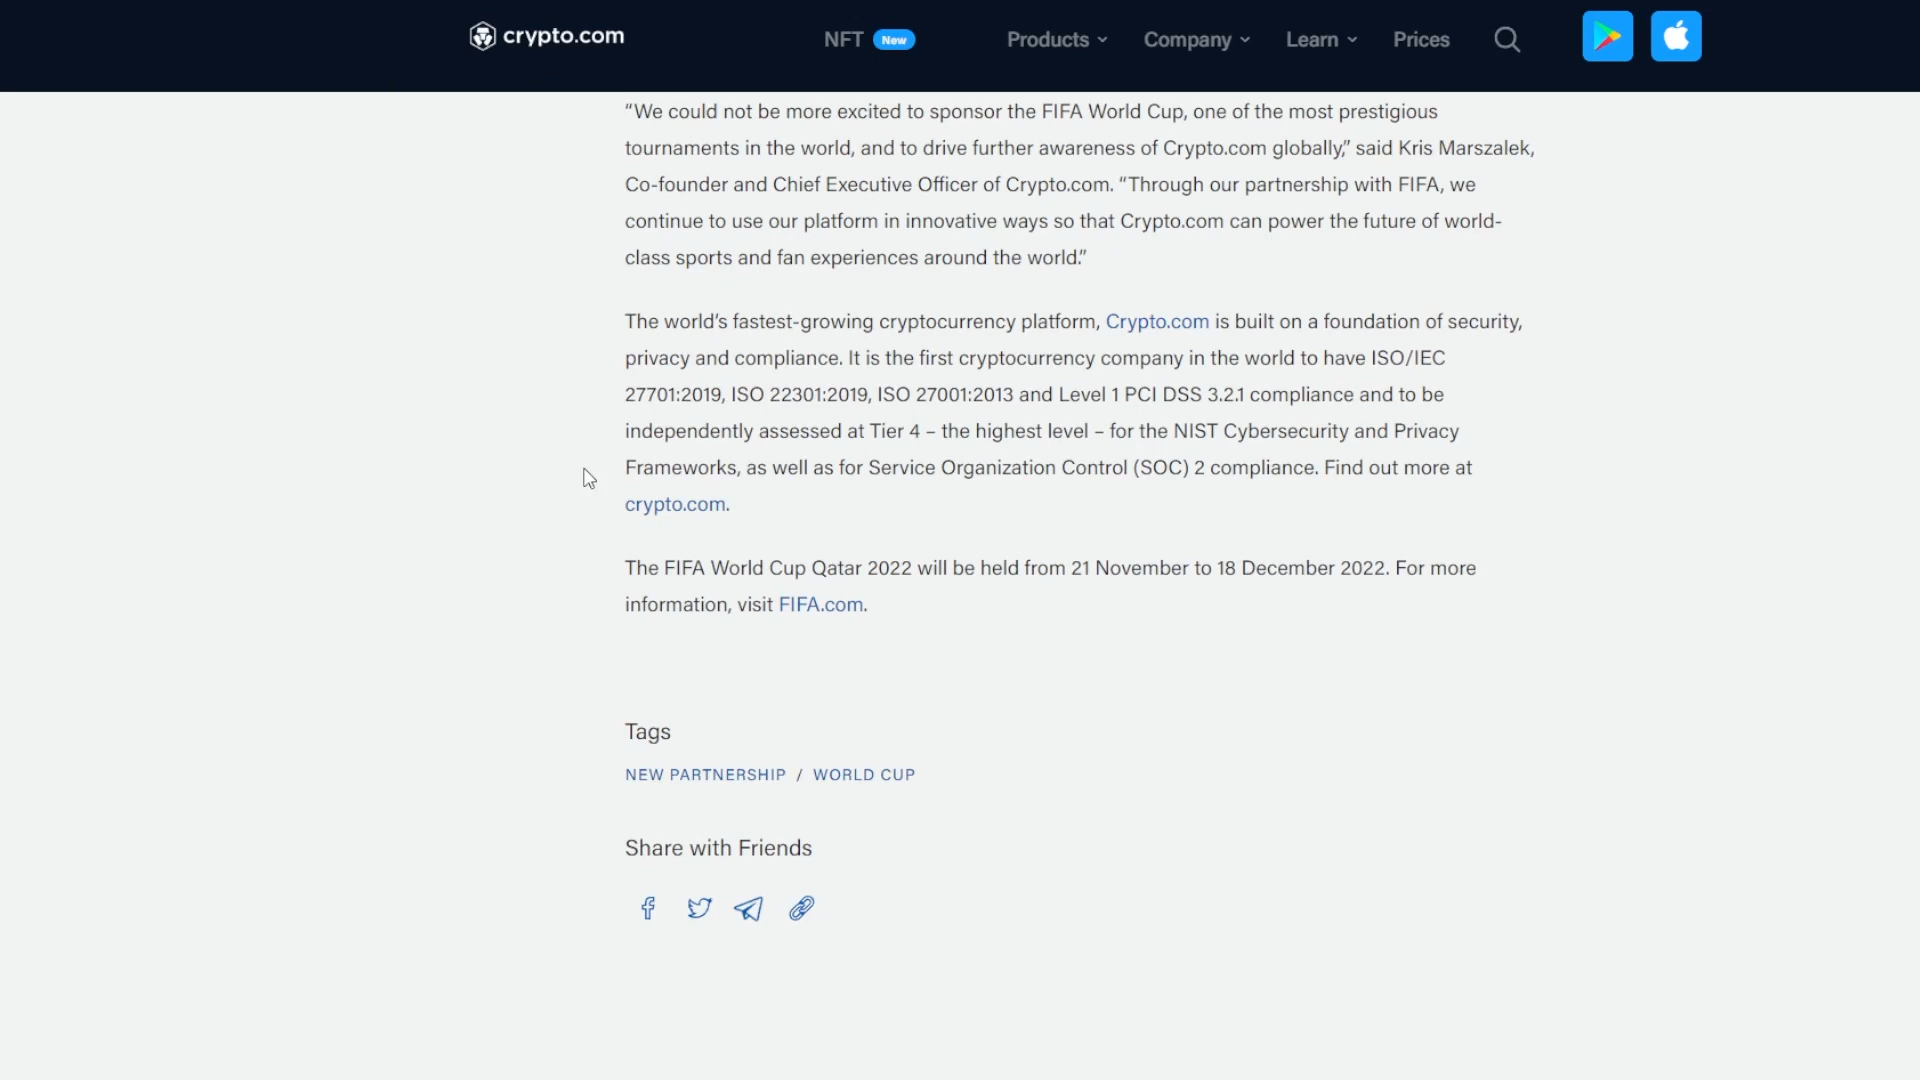 crypto.com
NFT New Products Company Learn Prices
“We could not be more excited to sponsor the FIFA World Cup, one of the most prestigious
tournaments in the world, and to drive further awareness of Crypto.com globally,” said Kris Marszalek,
Co-founder and Chief Executive Officer of Crypto.com. “Through our partnership with FIFA, we
continue to use our platform in innovative ways so that Crypto.com can power the future of world-
class sports and fan experiences around the world.”
The world’s fastest-growing cryptocurrency platform, Crypto.com is built on a foundation of security,
privacy and compliance. It is the first cryptocurrency company in the world to have ISO/IEC
27701:2019, ISO 22301:2019, ISO 27001:2013 and Level 1 PCI DSS 3.2.1 compliance and to be
independently assessed at Tier 4 – the highest level – for the NIST Cybersecurity and Privacy
Frameworks, as well as for Service Organization Control (SOC) 2 compliance. Find out more at
crypto.com.
The FIFA World Cup Qatar 2022 will be held from 21 November to 18 December 2022. For more
information, visit FIFA.com.
Tags
NEW PARTNERSHIP / WORLD CUP
Share with Friends